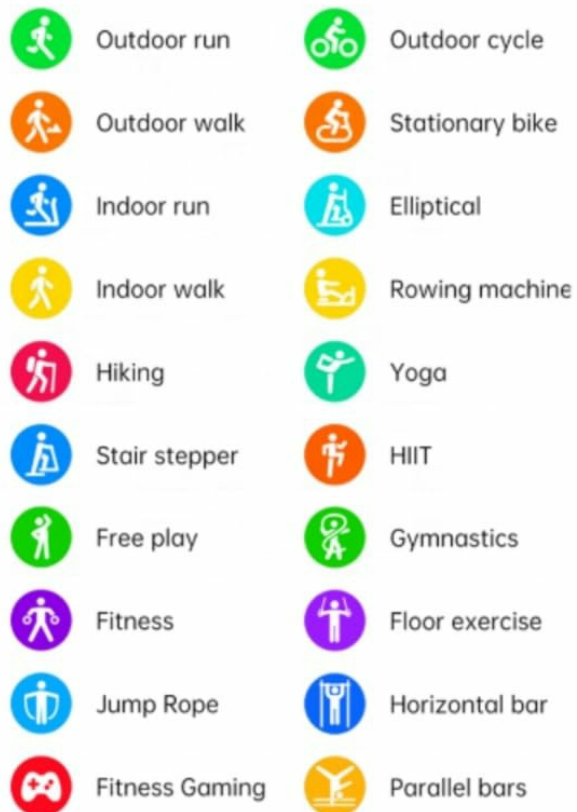 Outdoor run
Outdoor cycle
Outdoor walk
Stationary bike
Indoor run
Elliptical
Indoor walk
Rowing machine
Hiking
Yoga
Stair stepper
HIIT
Free play
Gymnastics
Fitness
Floor exercise
Jump Rope
Horizontal bar
Fitness Gaming
Parallel bars